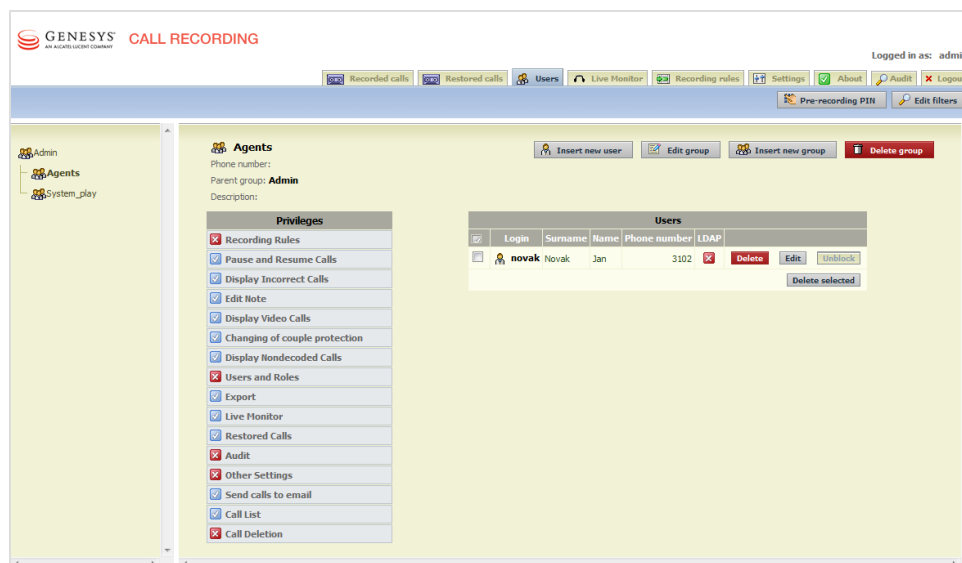 GENESYS
AN ALCATEL-LUCENT COMPANY
CALL RECORDING
Logged in as: admi
Recorded calls Restored calls Users Live Monitor Recording rules Settings About Audit Logou
Pre-recording PIN Edit filters
Admin
Agents
System_play
Agents
Insert new user Edit group Insert new group Delete group
Phone number:
Parent group: Admin
Description:
Privileges
Recording Rules
Pause and Resume Calls
Display Incorrect Calls
Edit Note
Display Video Calls
Changing of couple protection
Display Nondecoded Calls
Users and Roles
Export
Live Monitor
Restored Calls
Audit
Other Settings
Send calls to email
Call List
Call Deletion
Users
Login Surname Name Phone number LDAP
novak Novak Jan 3102 Delete Edit Unblock
Delete selected